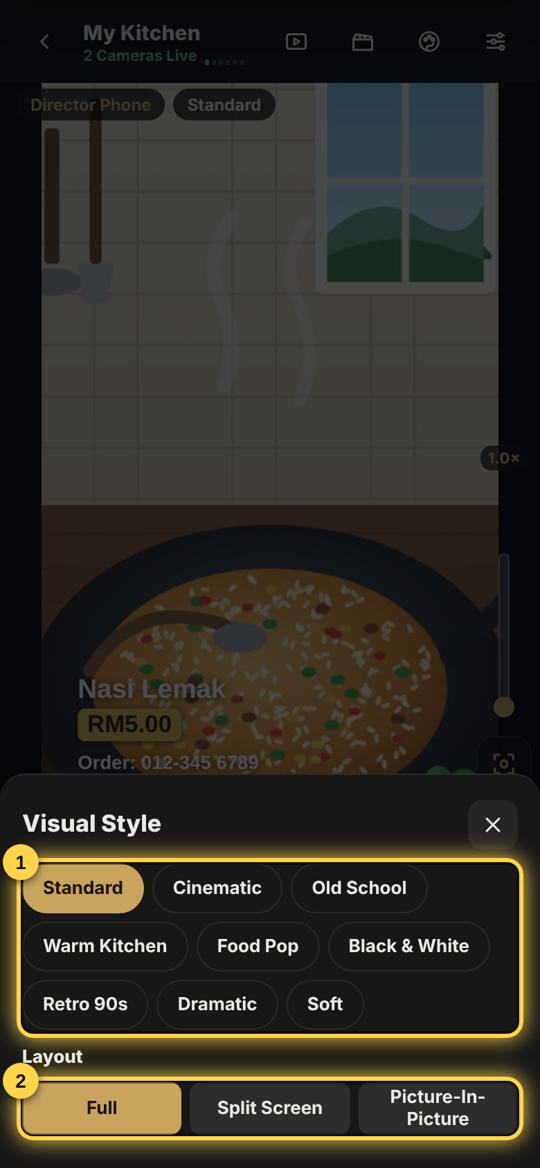 My Kitchen
2 Cameras Live
Director Phone
Standard
1.0×
Nasi Lemak
RM5.00
Order: 012-345 6789
Visual Style
1
Standard
Cinematic
Old School
Warm Kitchen
Food Pop
Black & White
Retro 90s
Dramatic
Soft
Layout
2
Full
Split Screen
Picture-In-
Picture